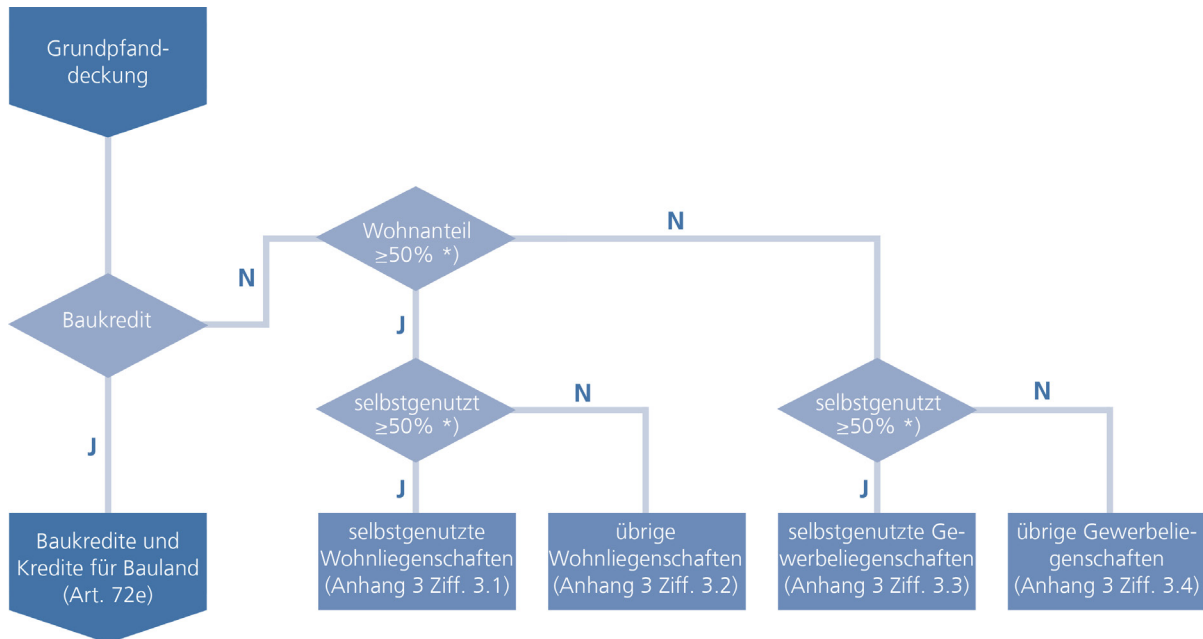 Grundpfand-
deckung
Wohnanteil
≥50% *)
N
N
Baukredit
J
selbstgenutzt
≥50% *)
N
selbstgenutzt
≥50% *)
N
J
J
J
Baukredite und
Kredite für Bauland
(Art. 72e)
selbstgenutzte
Wohnliegenschaften
(Anhang 3 Ziff. 3.1)
übrige
Wohnliegenschaften
(Anhang 3 Ziff. 3.2)
selbstgenutzte Ge-
werbeliegenschaften
(Anhang 3 Ziff. 3.3)
übrige Gewerbelie-
genschaften
(Anhang 3 Ziff. 3.4)